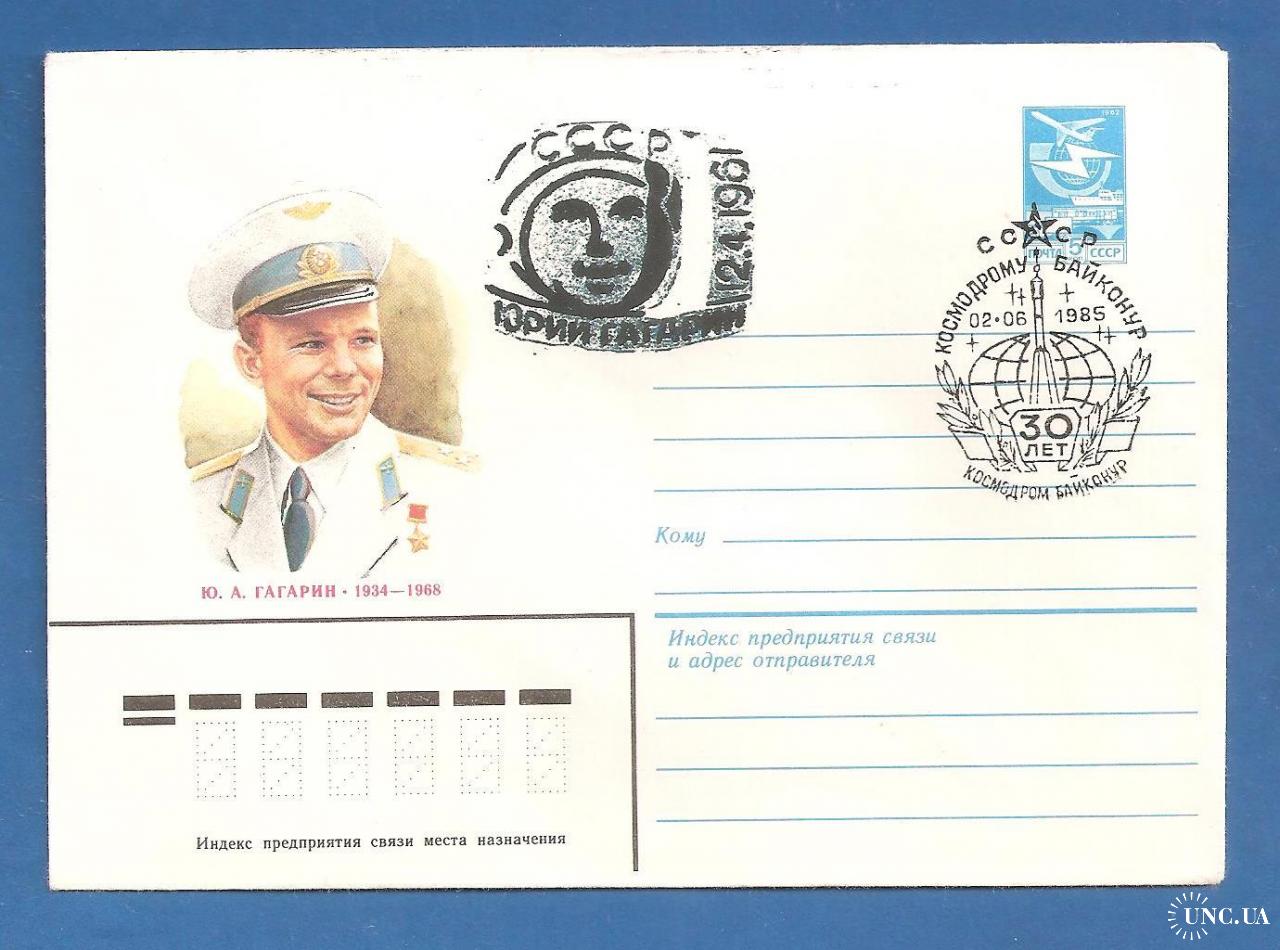 СССР
12.4.1961
ЮРИЙ ГАГАРИН
1982
ПОЧТА 5 СССР
СССР
КОСМОДРОМУ БАЙКОНУР
02•06 1985
30
ЛЕТ
КОСМОДРОМ БАЙКОНУР
Ю. А. ГАГАРИН • 1934—1968
Кому
Индекс предприятия связи
и адрес отправителя
Индекс предприятия связи места назначения
UNC.UA